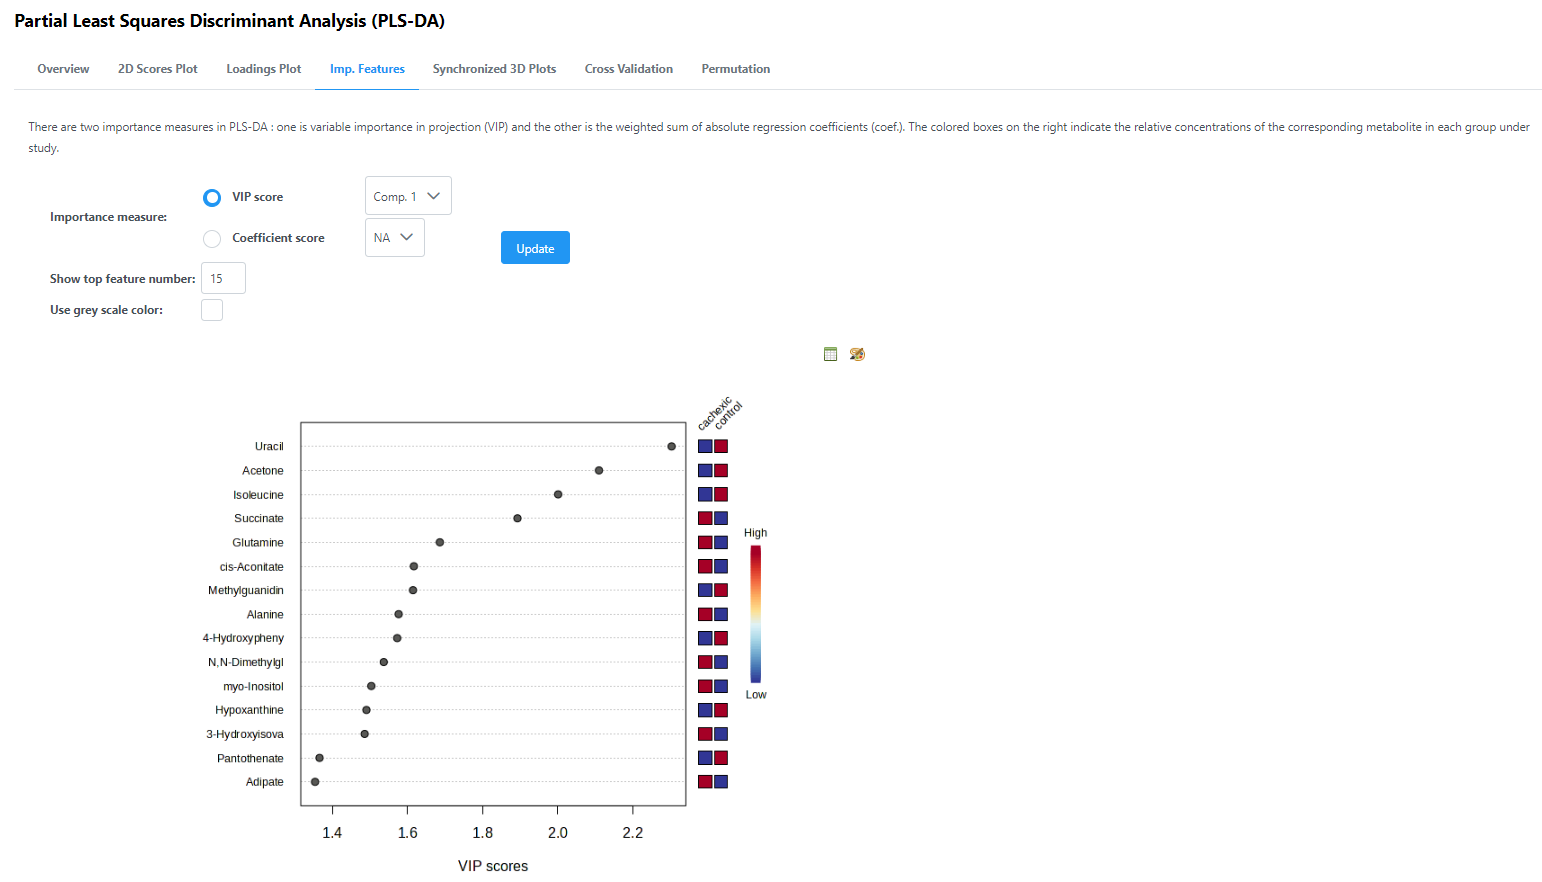 Partial Least Squares Discriminant Analysis (PLS-DA)
Overview 2D Scores Plot Loadings Plot Imp. Features Synchronized 3D Plots Cross Validation Permutation
There are two importance measures in PLS-DA : one is variable importance in projection (VIP) and the other is the weighted sum of absolute regression coefficients (coef.). The colored boxes on the right indicate the relative concentrations of the corresponding metabolite in each group under
study.
Importance measure:
VIP score Comp. 1
Coefficient score NA
Update
Show top feature number: 15
Use grey scale color:
cachexic
control
Uracil
Acetone
Isoleucine
Succinate
Glutamine
cis-Aconitate
Methylguanidin
Alanine
4-Hydroxypheny
N,N-Dimethylgl
myo-Inositol
Hypoxanthine
3-Hydroxyisova
Pantothenate
Adipate
High
Low
1.4 1.6 1.8 2.0 2.2
VIP scores